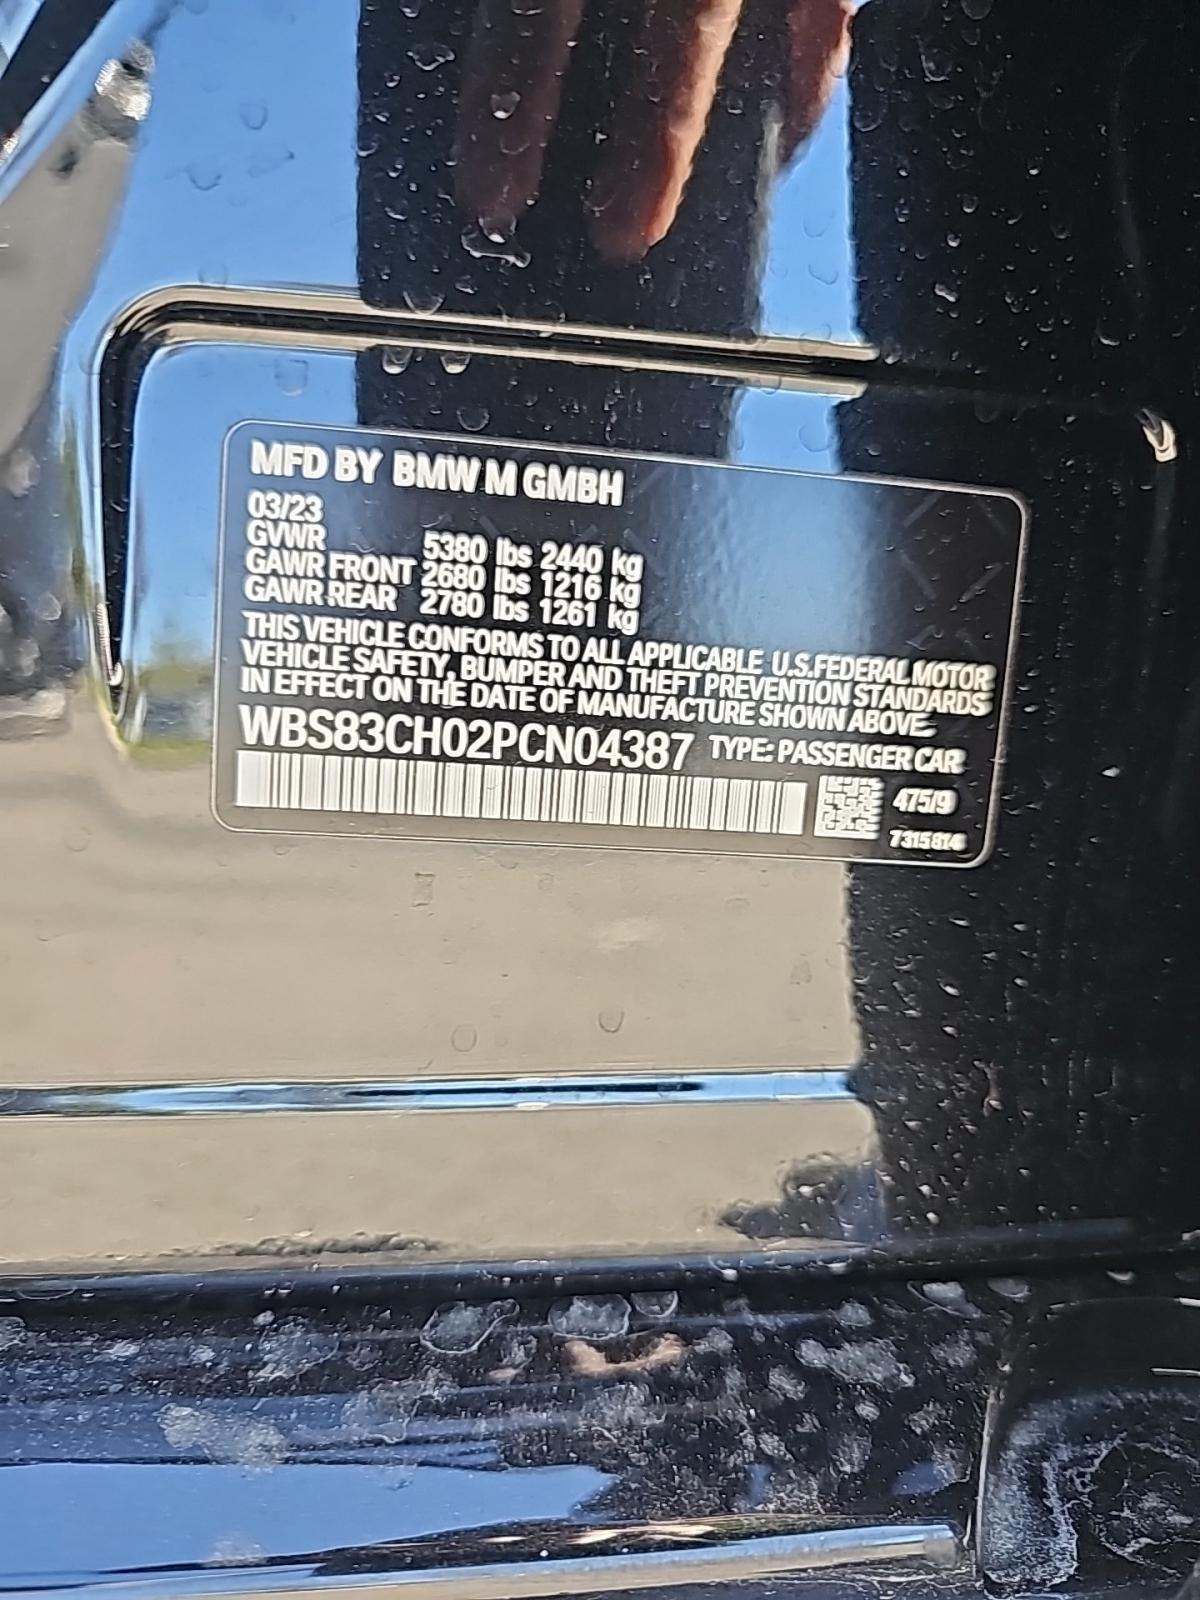 MFD BY BMW M GMBH
03/23
GVWR 5380 lbs 2440 kg
GAWR FRONT 2680 lbs 1216 kg
GAWR REAR 2780 lbs 1261 kg
THIS VEHICLE CONFORMS TO ALL APPLICABLE U.S.FEDERAL MOTOR
VEHICLE SAFETY, BUMPER AND THEFT PREVENTION STANDARDS
IN EFFECT ON THE DATE OF MANUFACTURE SHOWN ABOVE.
WBS83CH02PCN04387 TYPE: PASSENGER CAR
475/9
7315814